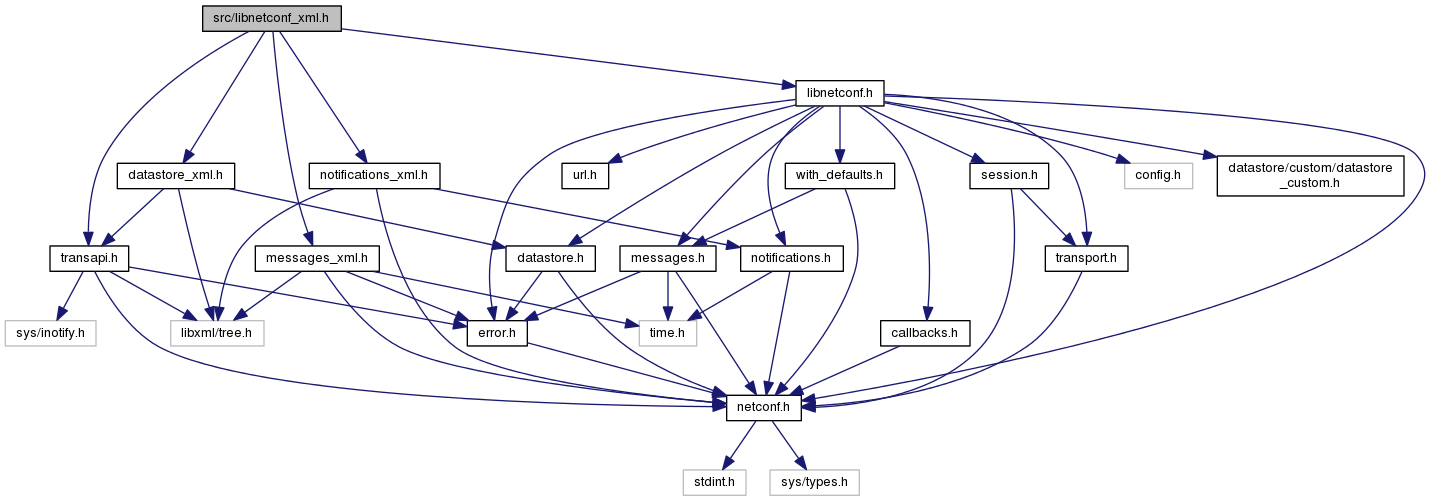 src/libnetconf_xml.h
libnetconf.h
datastore_xml.h
notifications_xml.h
url.h
with_defaults.h
session.h
config.h
datastore/custom/datastore
_custom.h
transapi.h
messages_xml.h
datastore.h
messages.h
notifications.h
transport.h
sys/inotify.h
libxml/tree.h
error.h
time.h
callbacks.h
netconf.h
stdint.h
sys/types.h